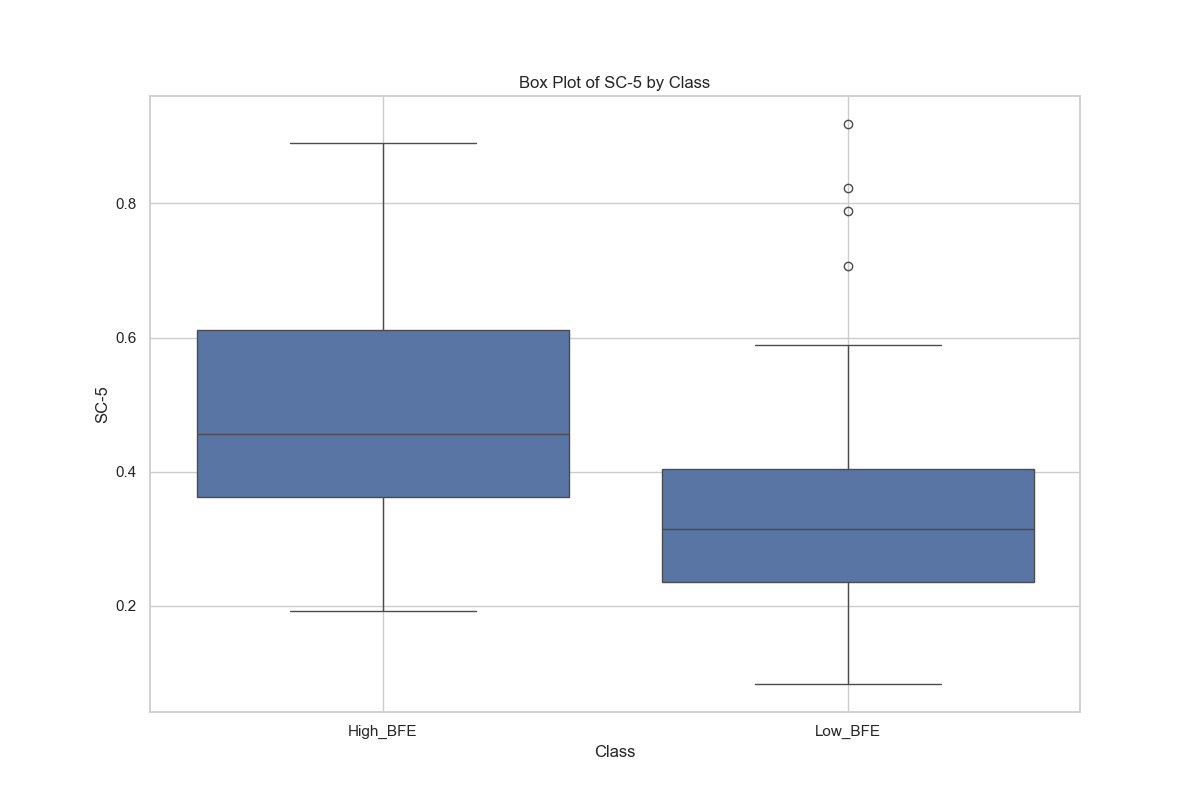 Box Plot of SC-5 by Class
0.8
0.6
0.4
0.2
SC-5
High_BFE
Low_BFE
Class